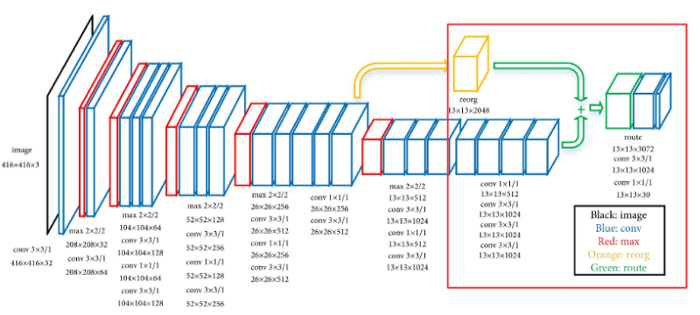 image
416×416×3
conv 3×3/1
416×416×32
max 2×2/2
208×208×32
conv 3×3/1
208×208×64
max 2×2/2
104×104×64
conv 3×3/1
104×104×128
conv 1×1/1
104×104×64
conv 3×3/1
104×104×128
max 2×2/2
52×52×128
conv 3×3/1
52×52×256
conv 1×1/1
52×52×128
conv 3×3/1
52×52×256
max 2×2/2
26×26×256
conv 3×3/1
26×26×512
conv 1×1/1
26×26×256
conv 3×3/1
26×26×512
conv 1×1/1
26×26×256
conv 3×3/1
26×26×512
max 2×2/2
13×13×512
conv 3×3/1
13×13×1024
conv 1×1/1
13×13×512
conv 3×3/1
13×13×1024
conv 1×1/1
13×13×512
conv 3×3/1
13×13×1024
conv 3×3/1
13×13×1024
conv 3×3/1
13×13×1024
reorg
13×13×2048
+
route
13×13×3072
conv 3×3/1
13×13×1024
conv 1×1/1
13×13×30
Black: image
Blue: conv
Red: max
Orange: reorg
Green: route